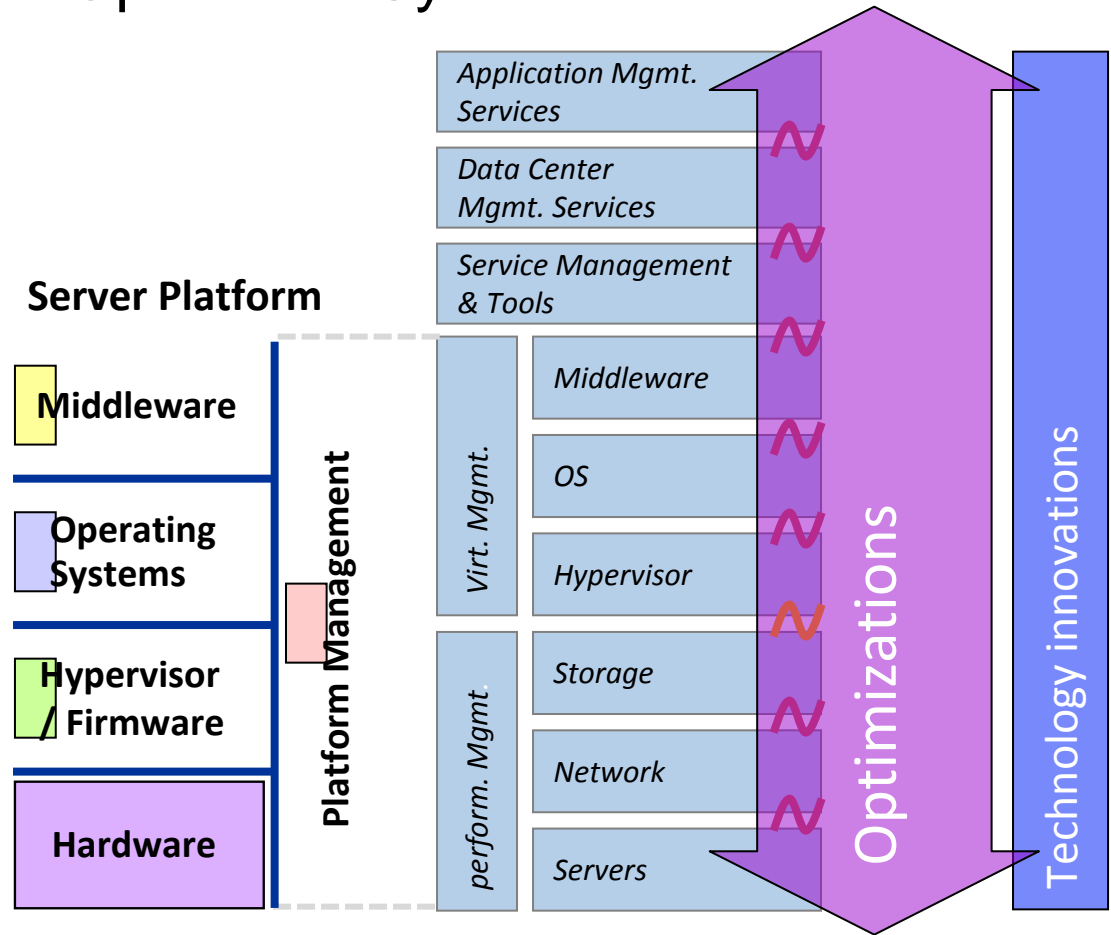 Application Mgmt.
Services
Data Center
Mgmt. Services
Service Management
& Tools
Server Platform
Middleware
Operating
Systems
Hypervisor
/ Firmware
Hardware
Platform Management
Virt. Mgmt.
perform. Mgmt.
Middleware
OS
Hypervisor
Storage
Network
Servers
Optimizations
Technology innovations